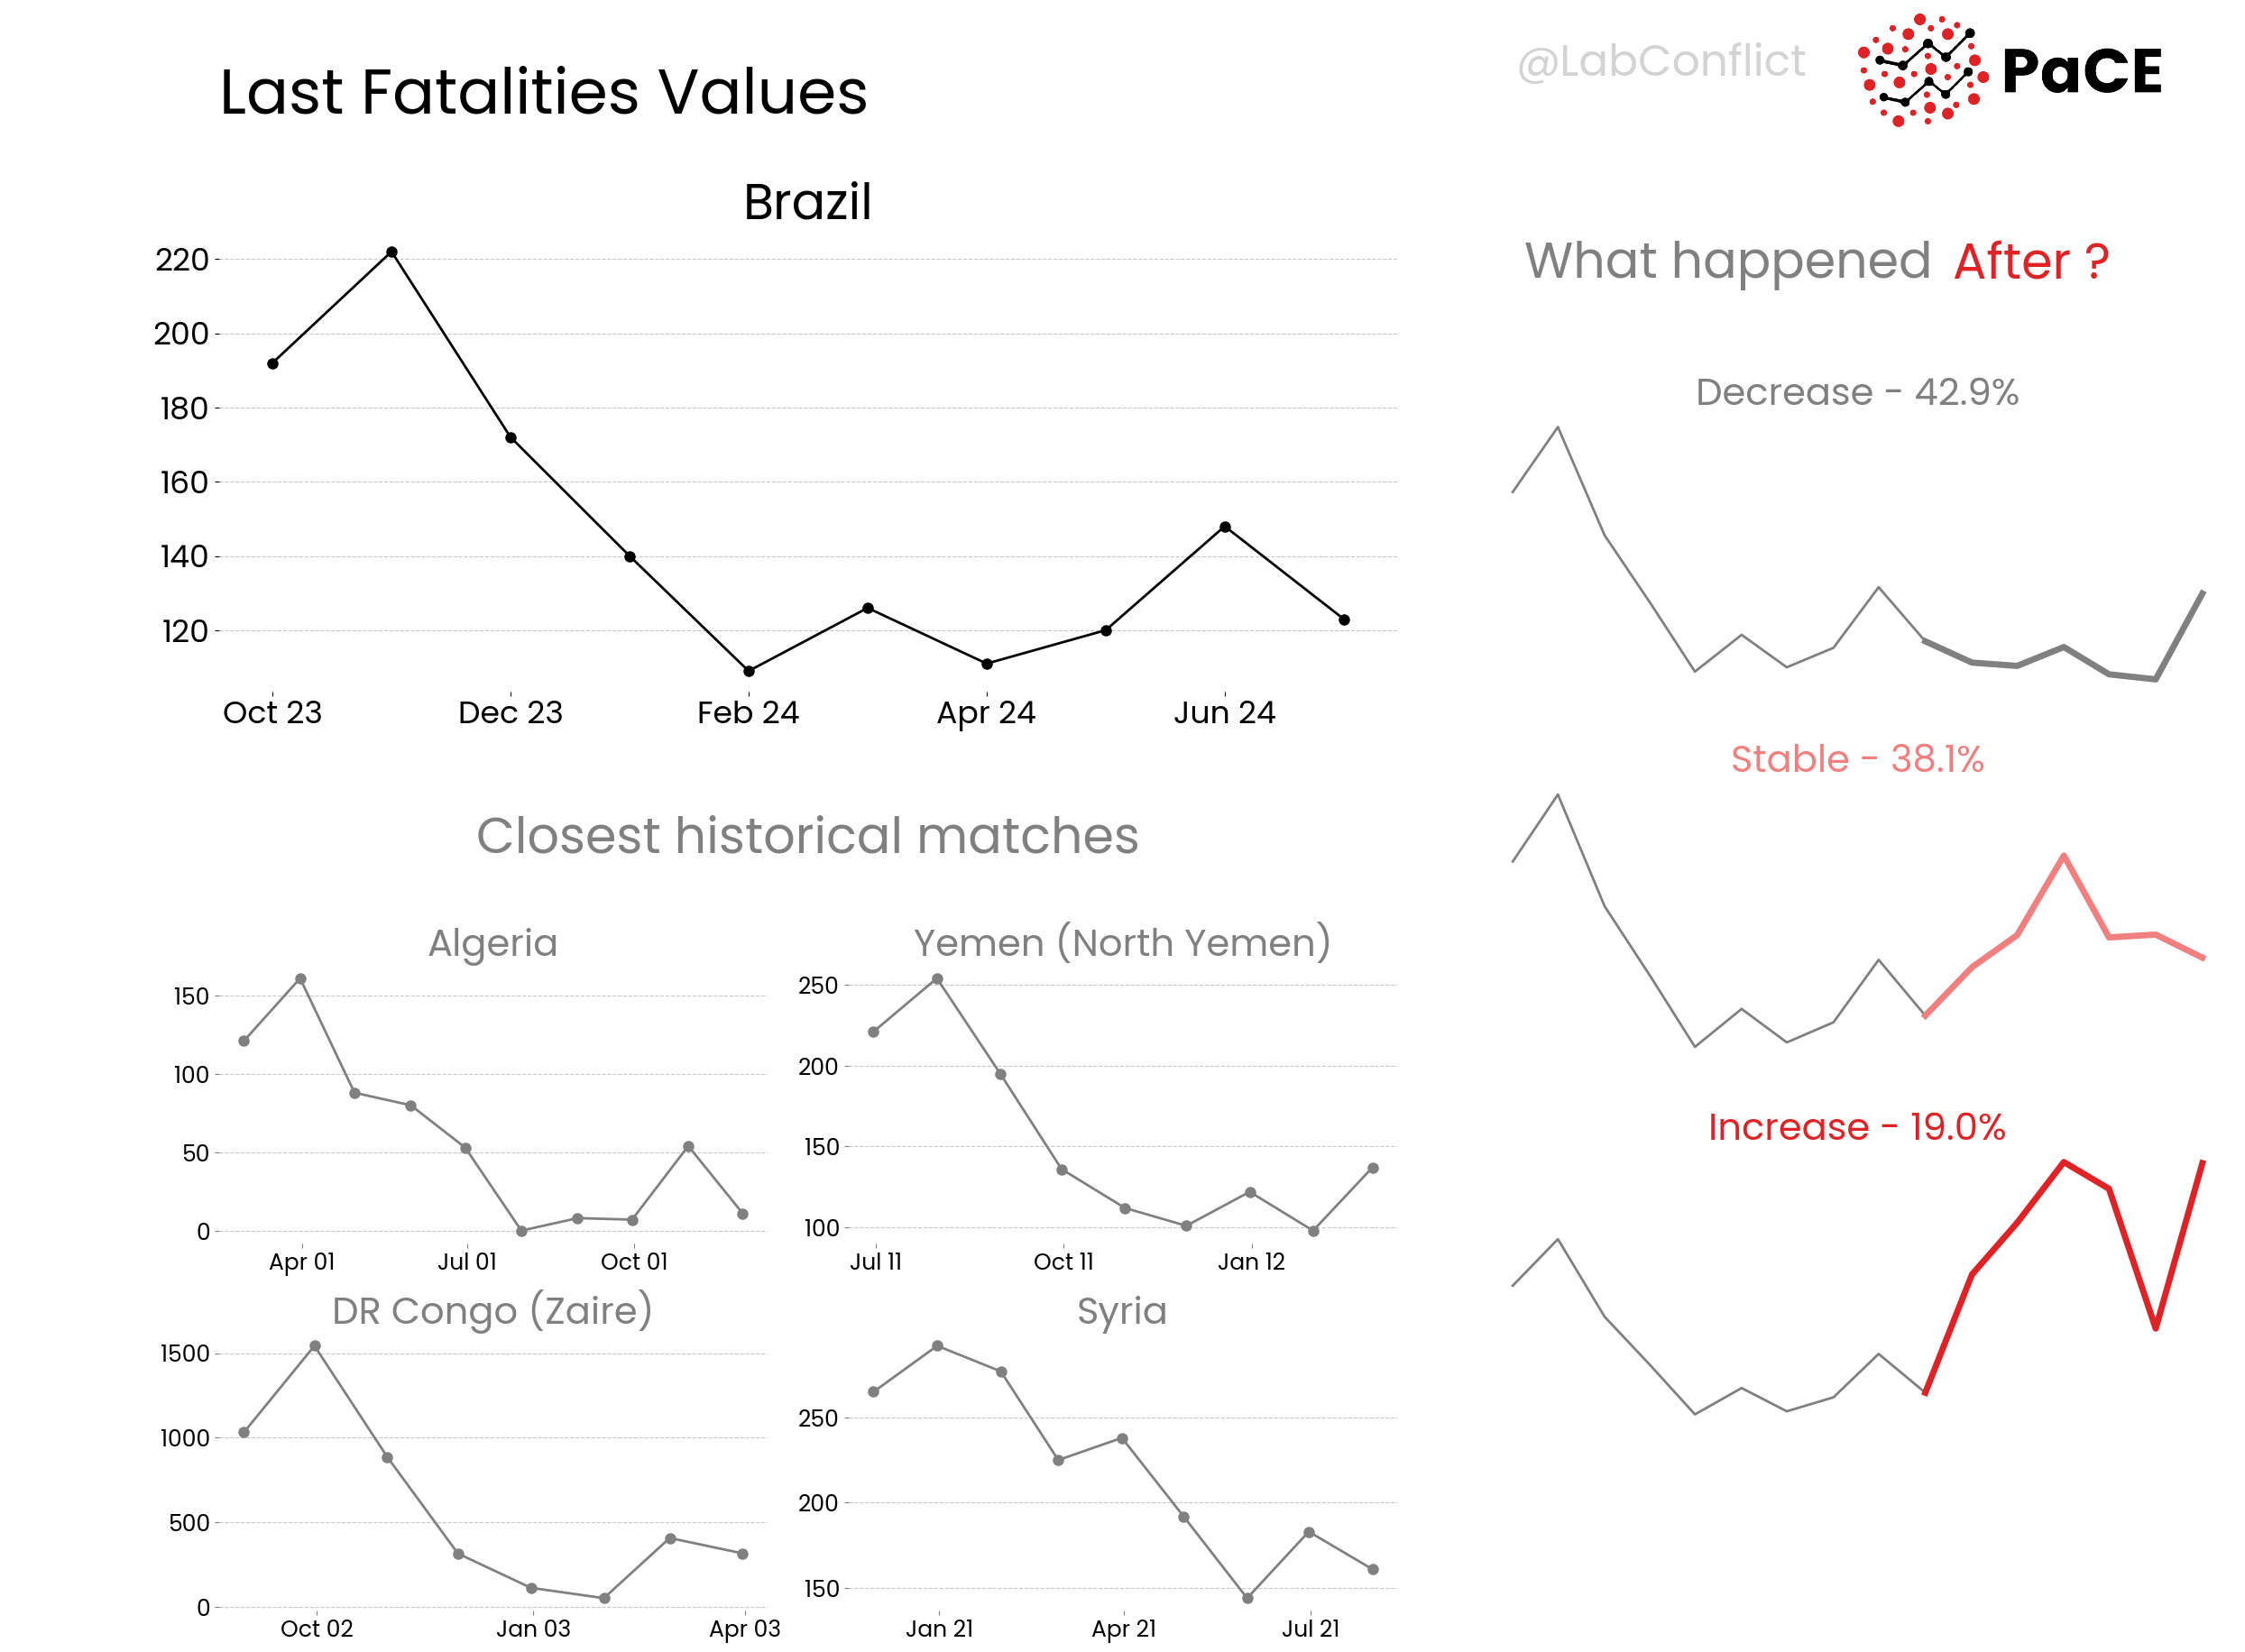 @LabConflict
PaCE
Last Fatalities Values
Brazil
220
200
180
160
140
120
Oct 23
Dec 23
Feb 24
Apr 24
Jun 24
Closest historical matches
Algeria
150
100
50
0
Apr 01
Jul 01
Oct 01
Yemen (North Yemen)
250
200
150
100
Jul 11
Oct 11
Jan 12
DR Congo (Zaire)
1500
1000
500
0
Oct 02
Jan 03
Apr 03
Syria
250
200
150
Jan 21
Apr 21
Jul 21
What happened After ?
Decrease - 42.9%
Stable - 38.1%
Increase - 19.0%